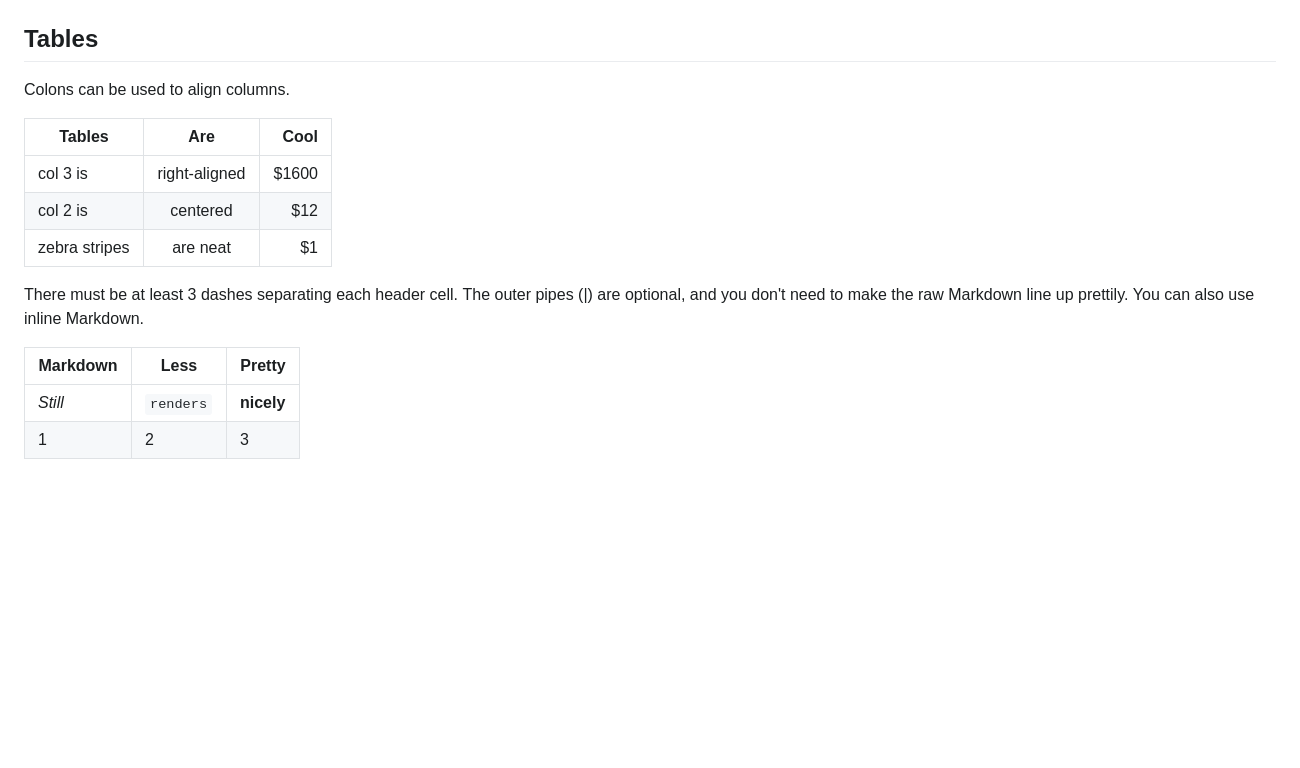 Tables
Colons can be used to align columns.
Tables Are Cool
col 3 is right-aligned $1600
col 2 is centered $12
zebra stripes are neat $1
There must be at least 3 dashes separating each header cell. The outer pipes (|) are optional, and you don't need to make the raw Markdown line up prettily. You can also use
inline Markdown.
Markdown Less Pretty
Still renders nicely
1 2 3